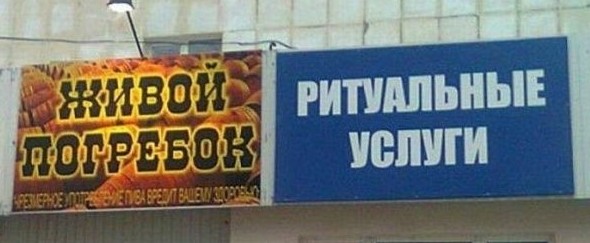 ЖИВОЙ
ПОГРЕБОК
ЧРЕЗМЕРНОЕ УПОТРЕБЛЕНИЕ ПИВА ВРЕДИТ ВАШЕМУ ЗДОРОВЬЮ
РИТУАЛЬНЫЕ
УСЛУГИ